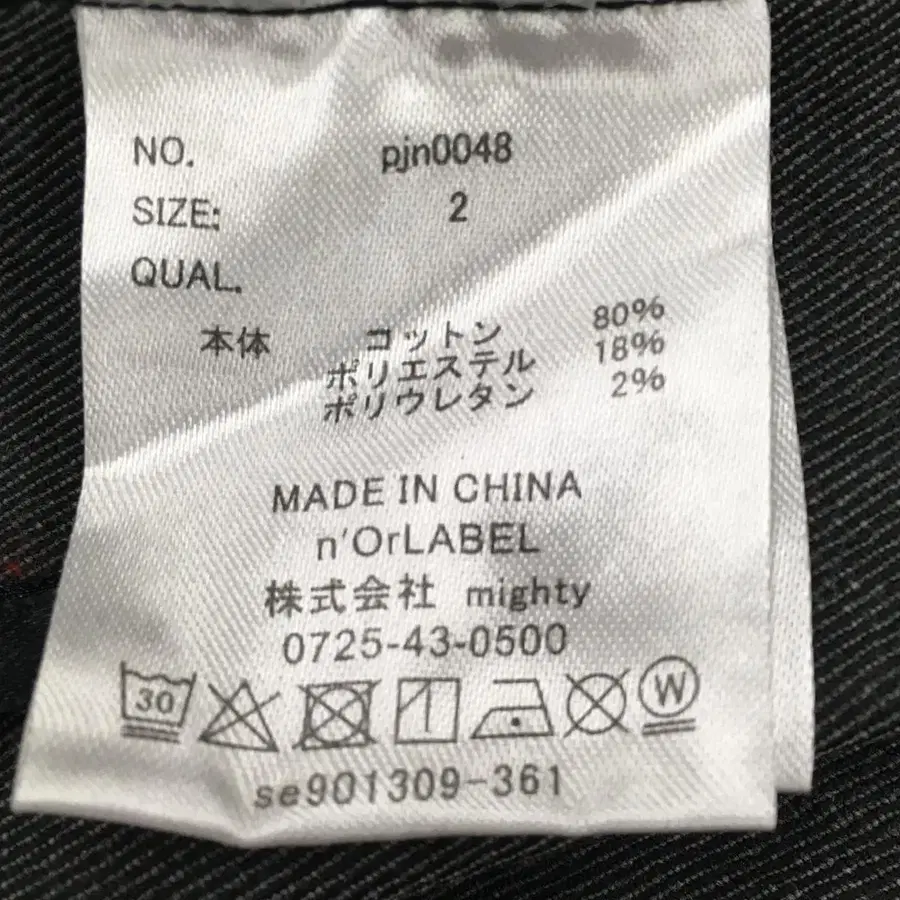 NO. pjn0048
SIZE: 2
QUAL.
本体 コットン 80%
ポリエステル 18%
ポリウレタン 2%
MADE IN CHINA
n'OrLABEL
株式会社 mighty
0725-43-0500
30 W
se901309-361